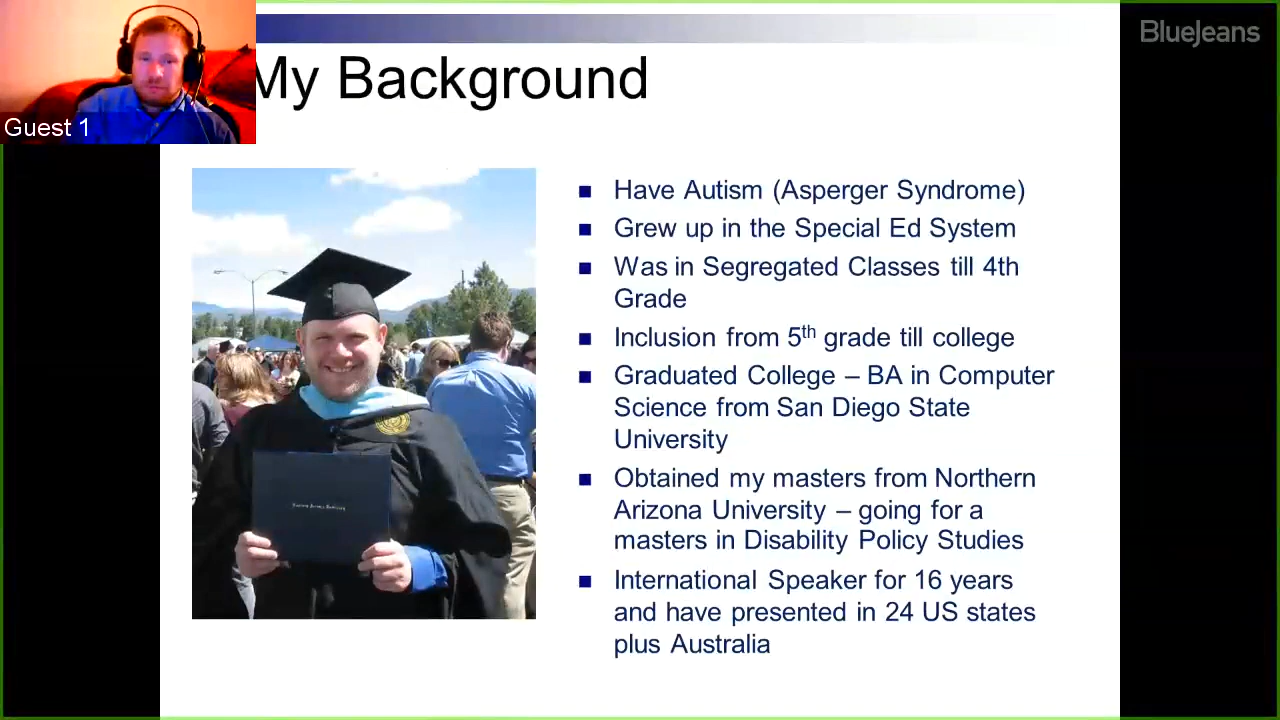 BlueJeans
My Background
Guest 1
■ Have Autism (Asperger Syndrome)
■ Grew up in the Special Ed System
■ Was in Segregated Classes till 4th
Grade
■ Inclusion from 5th grade till college
■ Graduated College – BA in Computer
Science from San Diego State
University
■ Obtained my masters from Northern
Arizona University – going for a
masters in Disability Policy Studies
■ International Speaker for 16 years
and have presented in 24 US states
plus Australia